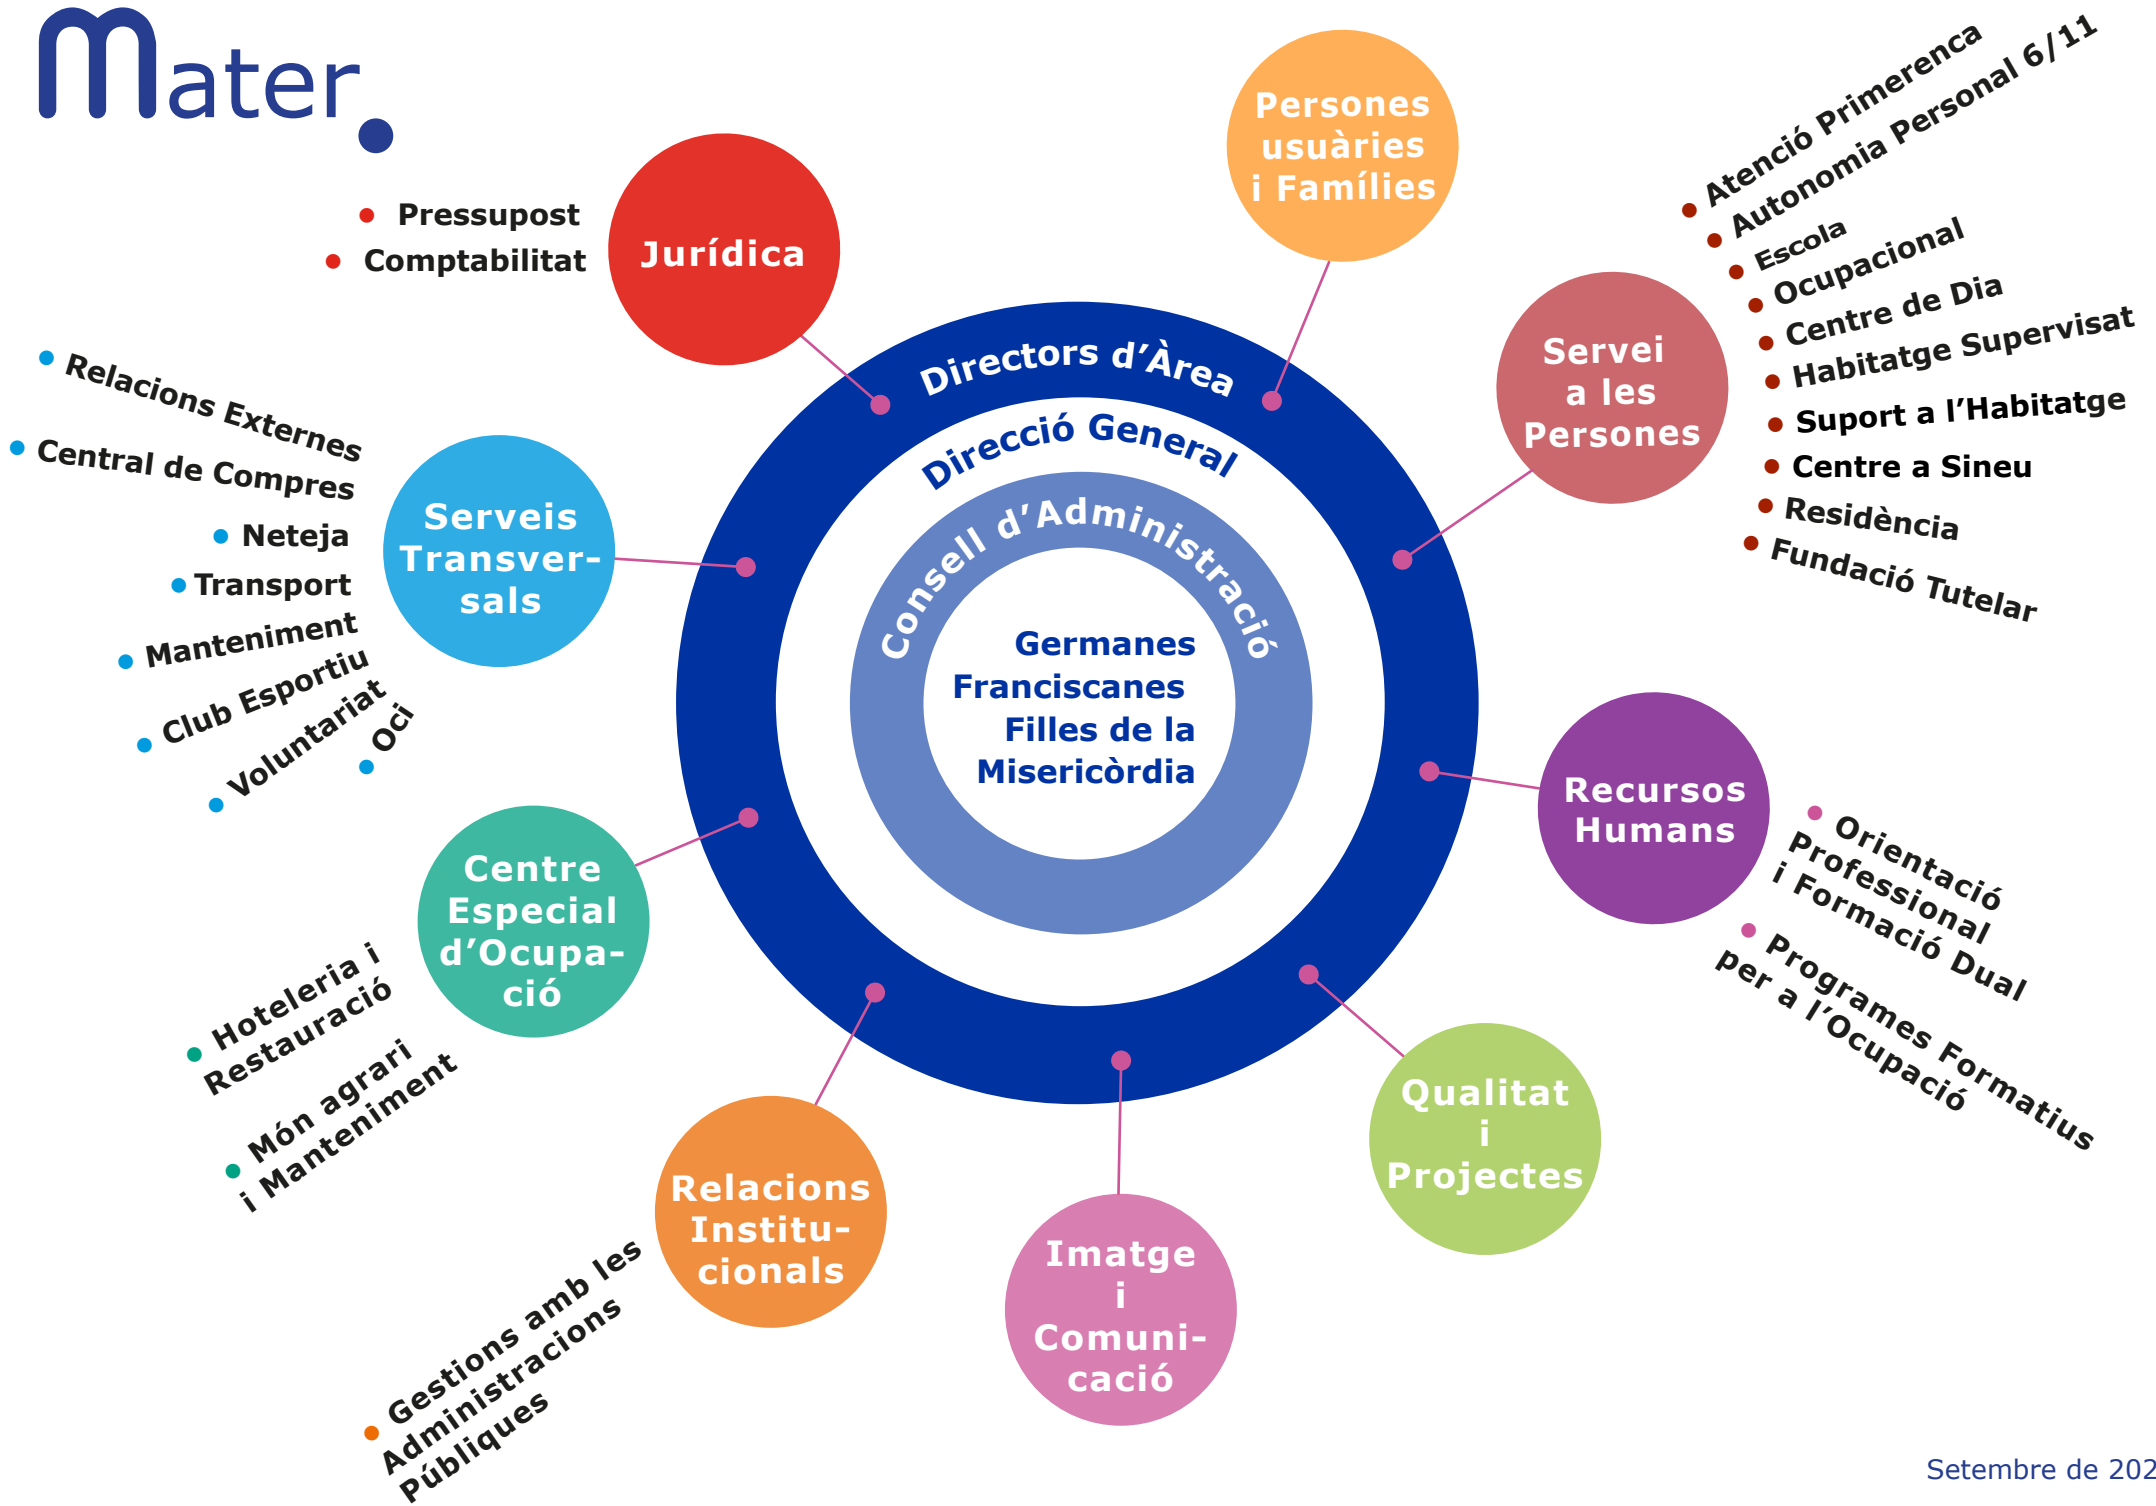 Mater.
Persones
usuàries
i Famílies
Jurídica
Pressupost
Comptabilitat
Atenció Primerenca
Autonomia Personal 6/11
Escola
Ocupacional
Centre de Dia
Habitatge Supervisat
Suport a l’Habitatge
Centre a Sineu
Residència
Fundació Tutelar
Servei
a les
Persones
Directors d’Àrea
Direcció General
Consell d’Administració
Germanes
Franciscanes
Filles de la
Misericòrdia
Relacions Externes
Central de Compres
Neteja
Transport
Manteniment
Club Esportiu
Voluntariat
Oci
Serveis
Transver-
sals
Recursos
Humans
Orientació
Professional
i Formació Dual
Programes Formatius
per a l’Ocupació
Centre
Especial
d’Ocupa-
ció
Hoteleria i
Restauració
Món agrari
i Manteniment
Qualitat
i
Projectes
Relacions
Institu-
cionals
Gestions amb les
Administracions
Públiques
Imatge
i
Comuni-
cació
Setembre de 202